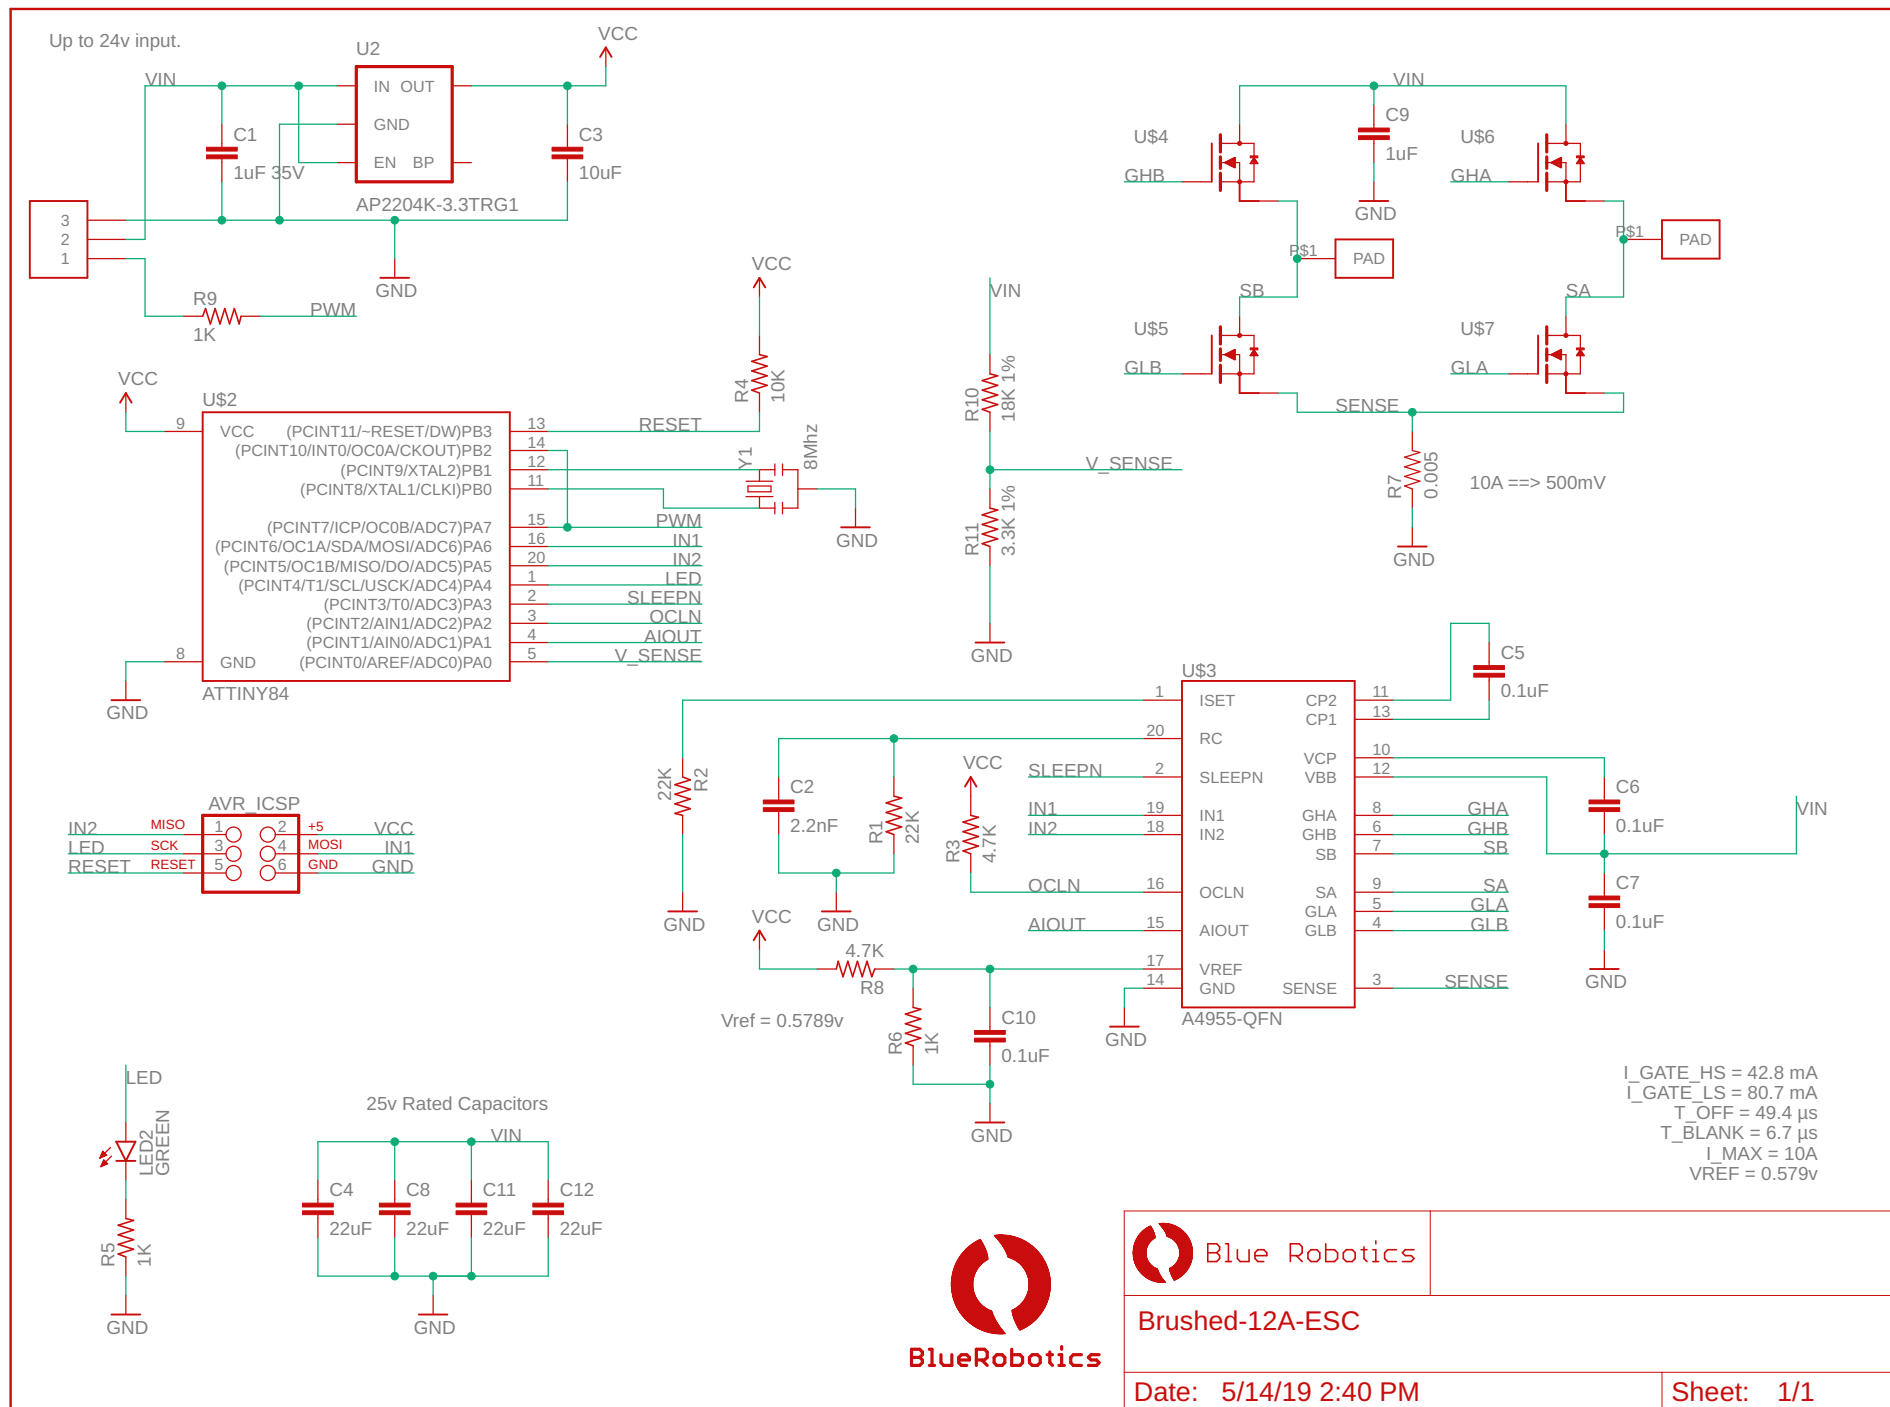 Up to 24v input.
VIN
U2
VCC
IN OUT
GND
EN BP
C1
1uF 35V
C3
10uF
AP2204K-3.3TRG1
3
2
1
GND
R9
1K
PWM
VCC
R4
10K
VCC
U$2
9
VCC
(PCINT11/~RESET/DW)PB3
13
RESET
(PCINT10/INT0/OC0A/CKOUT)PB2
14
(PCINT9/XTAL2)PB1
12
(PCINT8/XTAL1/CLKI)PB0
11
(PCINT7/ICP/OC0B/ADC7)PA7
15
PWM
(PCINT6/OC1A/SDA/MOSI/ADC6)PA6
16
IN1
(PCINT5/OC1B/MISO/DO/ADC5)PA5
20
IN2
(PCINT4/T1/SCL/USCK/ADC4)PA4
1
LED
(PCINT3/T0/ADC3)PA3
2
SLEEPN
(PCINT2/AIN1/ADC2)PA2
3
OCLN
(PCINT1/AIN0/ADC1)PA1
4
AIOUT
8
GND
(PCINT0/AREF/ADC0)PA0
5
V_SENSE
ATTINY84
GND
Y1
8Mhz
GND
VIN
R10
18K 1%
V_SENSE
R11
3.3K 1%
GND
VIN
U$4
C9
1uF
GND
U$6
GHB
GHA
P$1
PAD
P$1
PAD
SB
SA
U$5
U$7
GLB
GLA
SENSE
R7
0.005
10A ==> 500mV
GND
AVR_ICSP
IN2
MISO
1
2
+5
VCC
LED
SCK
3
4
MOSI
IN1
RESET
RESET
5
6
GND
GND
U$3
1
ISET
CP2
11
CP1
13
C5
0.1uF
20
RC
VCP
10
SLEEPN
2
SLEEPN
VBB
12
IN1
19
IN1
GHA
8
GHA
IN2
18
IN2
GHB
6
GHB
SB
7
SB
OCLN
16
OCLN
SA
9
SA
GLA
5
GLA
AIOUT
15
AIOUT
GLB
4
GLB
17
VREF
14
GND
SENSE
3
SENSE
A4955-QFN
22K
R2
GND
C2
2.2nF
R1
22K
GND
VCC
R3
4.7K
VCC
4.7K
R8
Vref = 0.5789v
R6
1K
C10
0.1uF
GND
GND
C6
0.1uF
VIN
C7
0.1uF
GND
I_GATE_HS = 42.8 mA
I_GATE_LS = 80.7 mA
T_OFF = 49.4 µs
T_BLANK = 6.7 µs
I_MAX = 10A
VREF = 0.579v
LED
LED2
GREEN
R5
1K
GND
25v Rated Capacitors
VIN
C4
22uF
C8
22uF
C11
22uF
C12
22uF
GND
BlueRobotics
Blue Robotics
Brushed-12A-ESC
Date: 5/14/19 2:40 PM
Sheet: 1/1